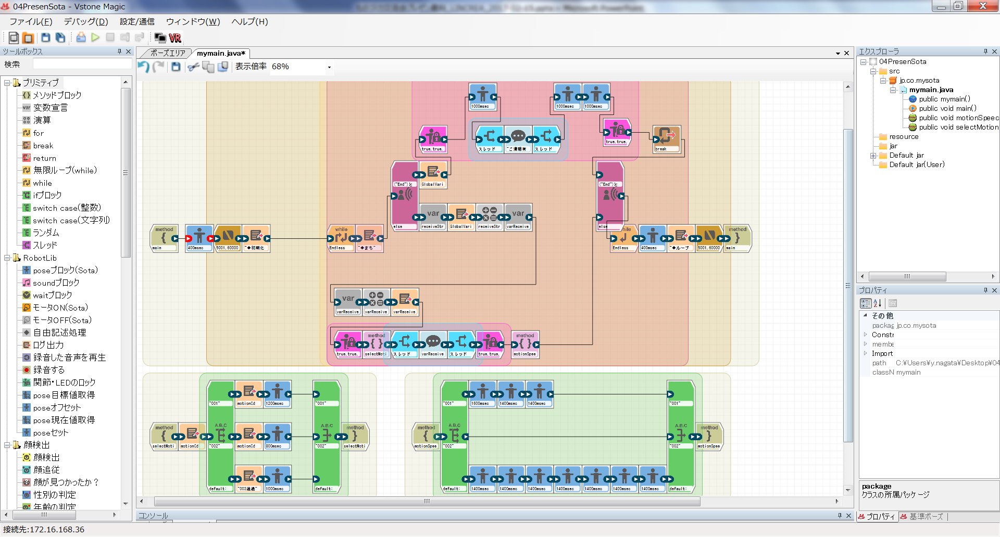 04PresenSota - Vstone Magic
ファイル(F) デバッグ(D) 設定/通信 ウィンドウ(W) ヘルプ(H)
VR
ツールボックス
検索
プリミティブ
メソッドブロック
var 変数宣言
演算
for
break
return
無限ループ(while)
while
ifブロック
switch case(整数)
switch case(文字列)
ランダム
スレッド
RobotLib
poseブロック(Sota)
soundブロック
waitブロック
モータON(Sota)
モータOFF(Sota)
自由記述処理
ログ出力
録音した音声を再生
録音する
関節・LEDのロック
pose目標値取得
poseオフセット
pose現在値取得
poseセット
顔検出
顔検出
顔追従
顔が見つかったか？
性別の判定
年齢の判定
ポーズエリア mymain.java*
表示倍率 68%
1000msec 1000msec 1000msec
true,true, スレッド "ご清聴有 スレッド true,true, break
("End")と GlobalVari ("End")と
var var
else receiveStr GlobalVari receiveStr varReceive else
method while while method
main 400msec 5001,60000 "◆初期化 Endless "◆まち" Endless 400msec "◆ループ 5001,60000 main
var
varReceive varReceive varReceive
method method
true,true, selectMoti スレッド varReceive スレッド true,true, motionSpee
"001" motionCd 1200msec "001"
method A.B.C A.B.C method
selectMoti motionCd "002" motionCd 800msec "002" selectMoti
default: "003通過" 1000msec default:
"001" 1600msec 1400msec 1400msec "001"
method A.B.C A.B.C method
motionSpee "002" "002" motionSpee
default: 1400msec 1400msec 1400msec 1400msec 1400msec 1400msec 1400msec default:
コンソール
エクスプローラ
04PresenSota
src
jp.co.mysota
mymain.java
public mymain()
public void main()
public void motionSpeec
public void selectMotion
resource
jar
Default jar
Default jar(User)
プロパティ
その他
packag jp.co.mysota
Constr
membe
Import
path C:¥Users¥y.nagata¥Desktop¥04
classN mymain
package
クラスの所属パッケージ
プロパティ 基準ポーズ
接続先:172.16.168.36